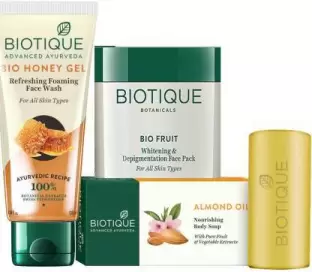 BIOTIQUE
ADVANCED AYURVEDA
BIO HONEY GEL
Refreshing Foaming
Face Wash
For All Skin Types
AYURVEDIC RECIPE
100%
BOTANICAL EXTRACTS
BIOTIQUE
BOTANICALS
BIO FRUIT
Whitening &
Depigmentation Face Pack
For All Skin Types
BIOTIQUE
ADVANCED AYURVEDA
ALMOND OIL
Nourishing
Body Soap
With Pure Fruit
& Vegetable Extracts